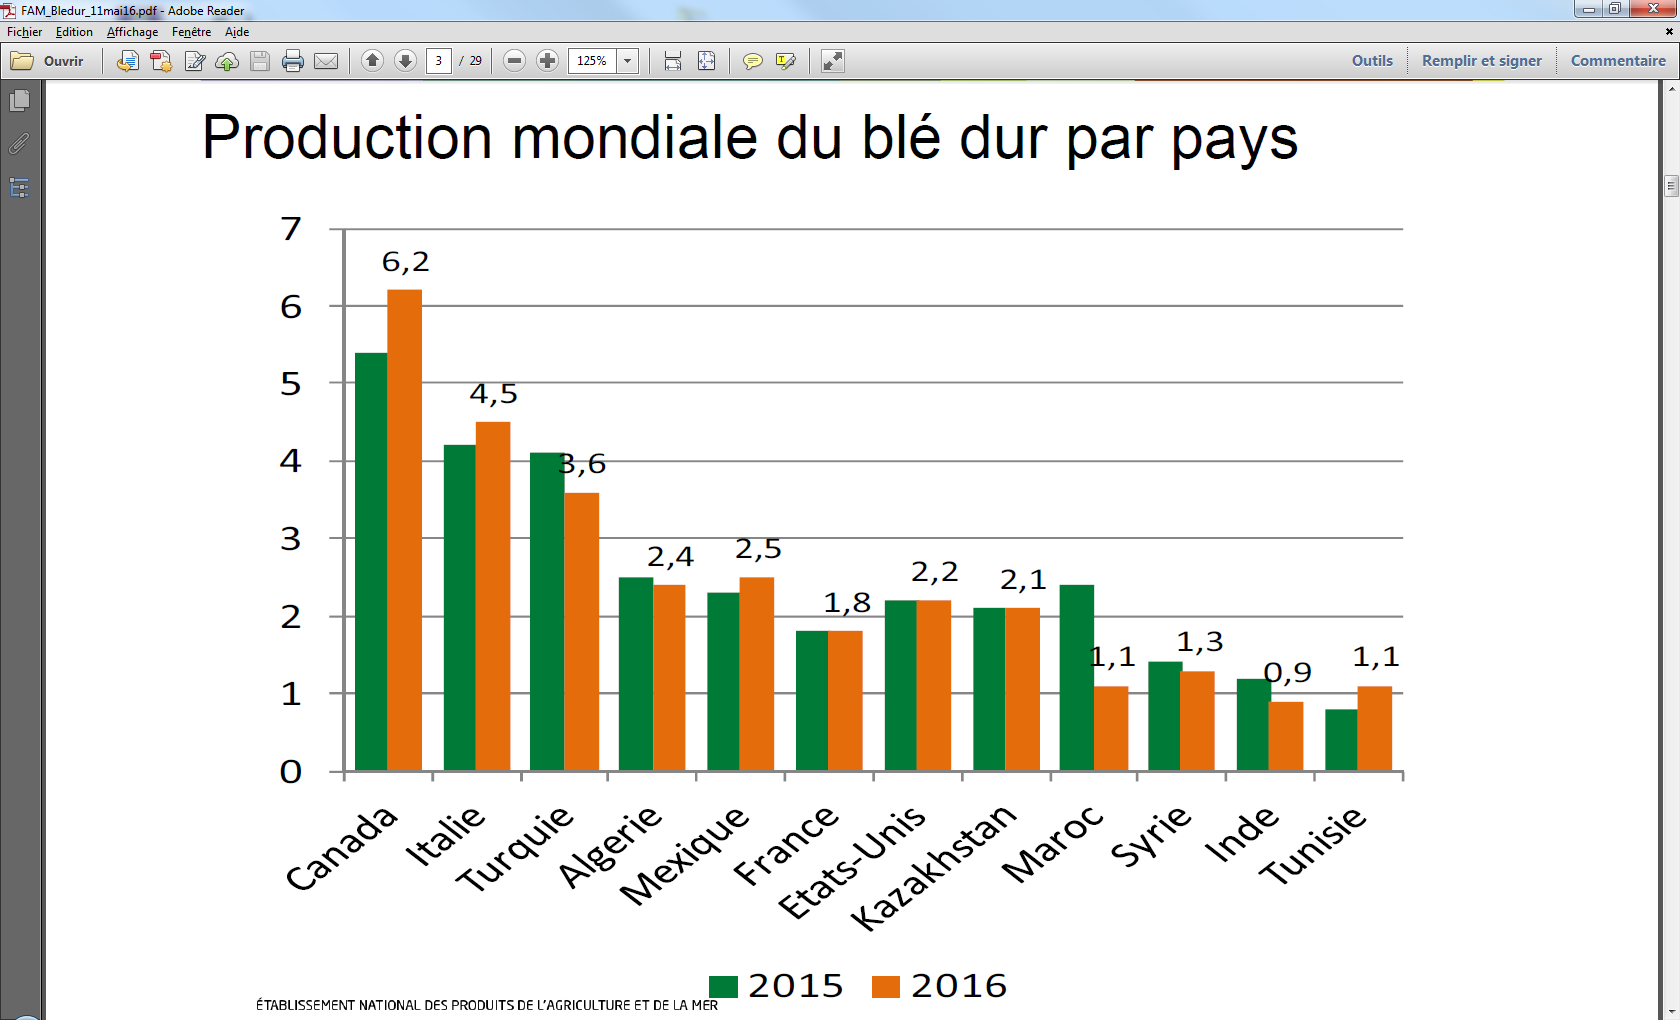 FAM_Bledur_11mai16.pdf - Adobe Reader
Fichier Edition Affichage Fenêtre Aide
Ouvrir 3 / 29 125% Outils Remplir et signer Commentaire
Production mondiale du blé dur par pays
7
6,2
6
5
4,5
4
3,6
3
2,4 2,5 1,8 2,2 2,1
2
1,1 1,3 0,9 1,1
1
0
Canada Italie Turquie Algerie Mexique France Etats-Unis Kazakhstan Maroc Syrie Inde Tunisie
2015 2016
ÉTABLISSEMENT NATIONAL DES PRODUITS DE L'AGRICULTURE ET DE LA MER